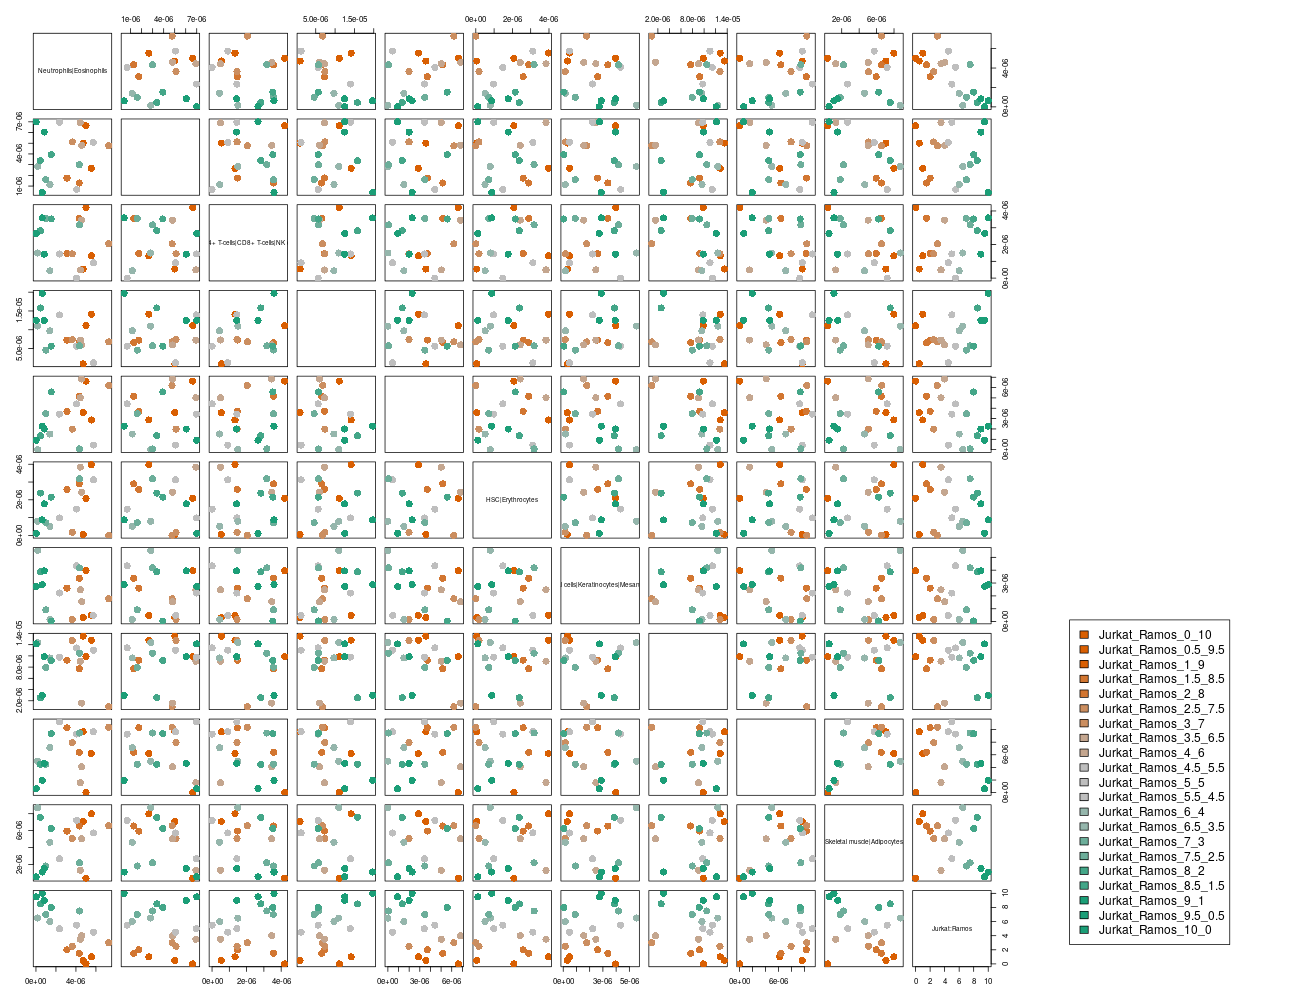 1e-06 4e-06 7e-06 5.0e-06 1.5e-05 0e+00 2e-06 4e-06 2.0e-06 8.0e-06 1.4e-05 2e-06 6e-06
Neutrophils|Eosinophils
0e+00 4e-06
1e-06 4e-06 7e-06
4+ T-cells|CD8+ T-cells|NK
0e+00 2e-06 4e-06
5.0e-06 1.5e-05
0e+00 3e-06 6e-06
0e+00 2e-06 4e-06
HSC|Erythrocytes
l cells|Keratinocytes|Mesan
0e+00 3e-06
2.0e-06 8.0e-06 1.4e-05
0e+00 6e-06
2e-06 6e-06
Skeletal muscle|Adipocytes
Jurkat:Ramos
0 2 4 6 8 10
0e+00 4e-06 0e+00 2e-06 4e-06 0e+00 3e-06 6e-06 0e+00 3e-06 5e-06 0e+00 6e-06 0 2 4 6 8 10
Jurkat_Ramos_0_10
Jurkat_Ramos_0.5_9.5
Jurkat_Ramos_1_9
Jurkat_Ramos_1.5_8.5
Jurkat_Ramos_2_8
Jurkat_Ramos_2.5_7.5
Jurkat_Ramos_3_7
Jurkat_Ramos_3.5_6.5
Jurkat_Ramos_4_6
Jurkat_Ramos_4.5_5.5
Jurkat_Ramos_5_5
Jurkat_Ramos_5.5_4.5
Jurkat_Ramos_6_4
Jurkat_Ramos_6.5_3.5
Jurkat_Ramos_7_3
Jurkat_Ramos_7.5_2.5
Jurkat_Ramos_8_2
Jurkat_Ramos_8.5_1.5
Jurkat_Ramos_9_1
Jurkat_Ramos_9.5_0.5
Jurkat_Ramos_10_0